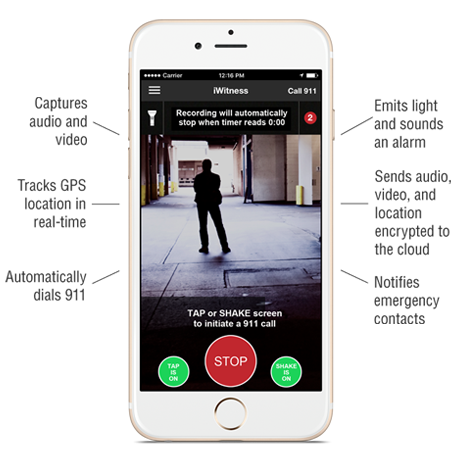 Captures
audio and
video
Tracks GPS
location in
real-time
Automatically
dials 911
Carrier
12:16 PM
iWitness
Call 911
Recording will automatically
stop when timer reads 0:00
2
TAP or SHAKE screen
to initiate a 911 call
TAP
IS
ON
STOP
SHAKE
IS
ON
Emits light
and sounds
an alarm
Sends audio,
video, and
location
encrypted to
the cloud
Notifies
emergency
contacts